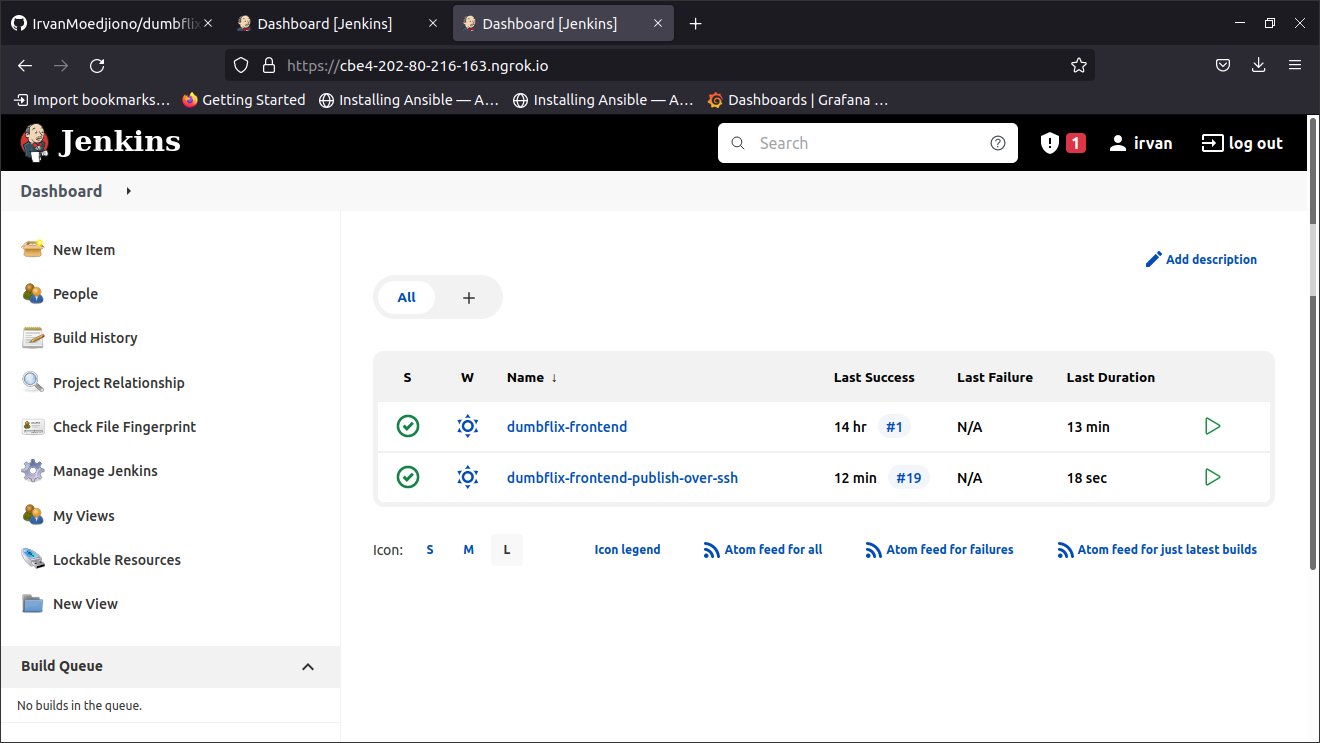 IrvanMoedjiono/dumbflix Dashboard [Jenkins] Dashboard [Jenkins]
https://cbe4-202-80-216-163.ngrok.io
Import bookmarks… Getting Started Installing Ansible — A… Installing Ansible — A… Dashboards | Grafana …
Jenkins Search 1 irvan log out
Dashboard
New Item
People
Build History
Project Relationship
Check File Fingerprint
Manage Jenkins
My Views
Lockable Resources
New View
Build Queue
No builds in the queue.
Add description
All +
S W Name ↓ Last Success Last Failure Last Duration
dumbflix-frontend 14 hr #1 N/A 13 min
dumbflix-frontend-publish-over-ssh 12 min #19 N/A 18 sec
Icon: S M L Icon legend Atom feed for all Atom feed for failures Atom feed for just latest builds